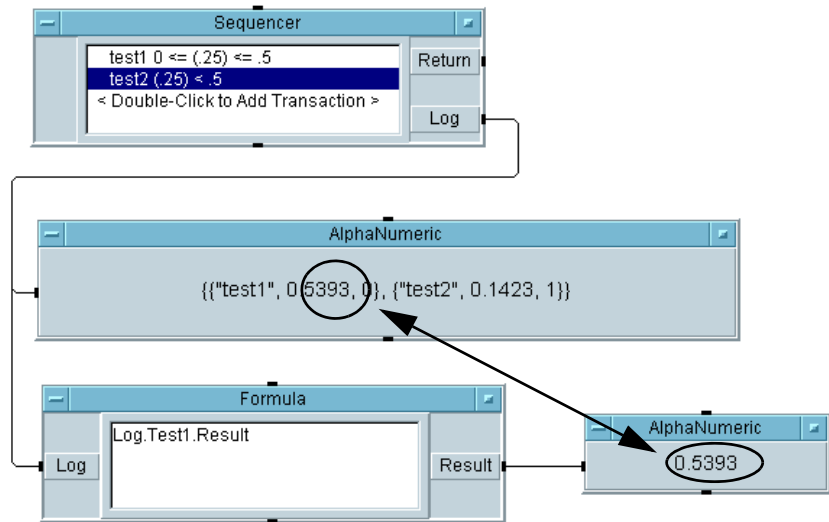 Sequencer
test1 0 <= (.25) <= .5
test2 (.25) < .5
< Double-Click to Add Transaction >
Return
Log
AlphaNumeric
{{"test1", 0.5393, 0}, {"test2", 0.1423, 1}}
Formula
Log
Log.Test1.Result
Result
AlphaNumeric
0.5393